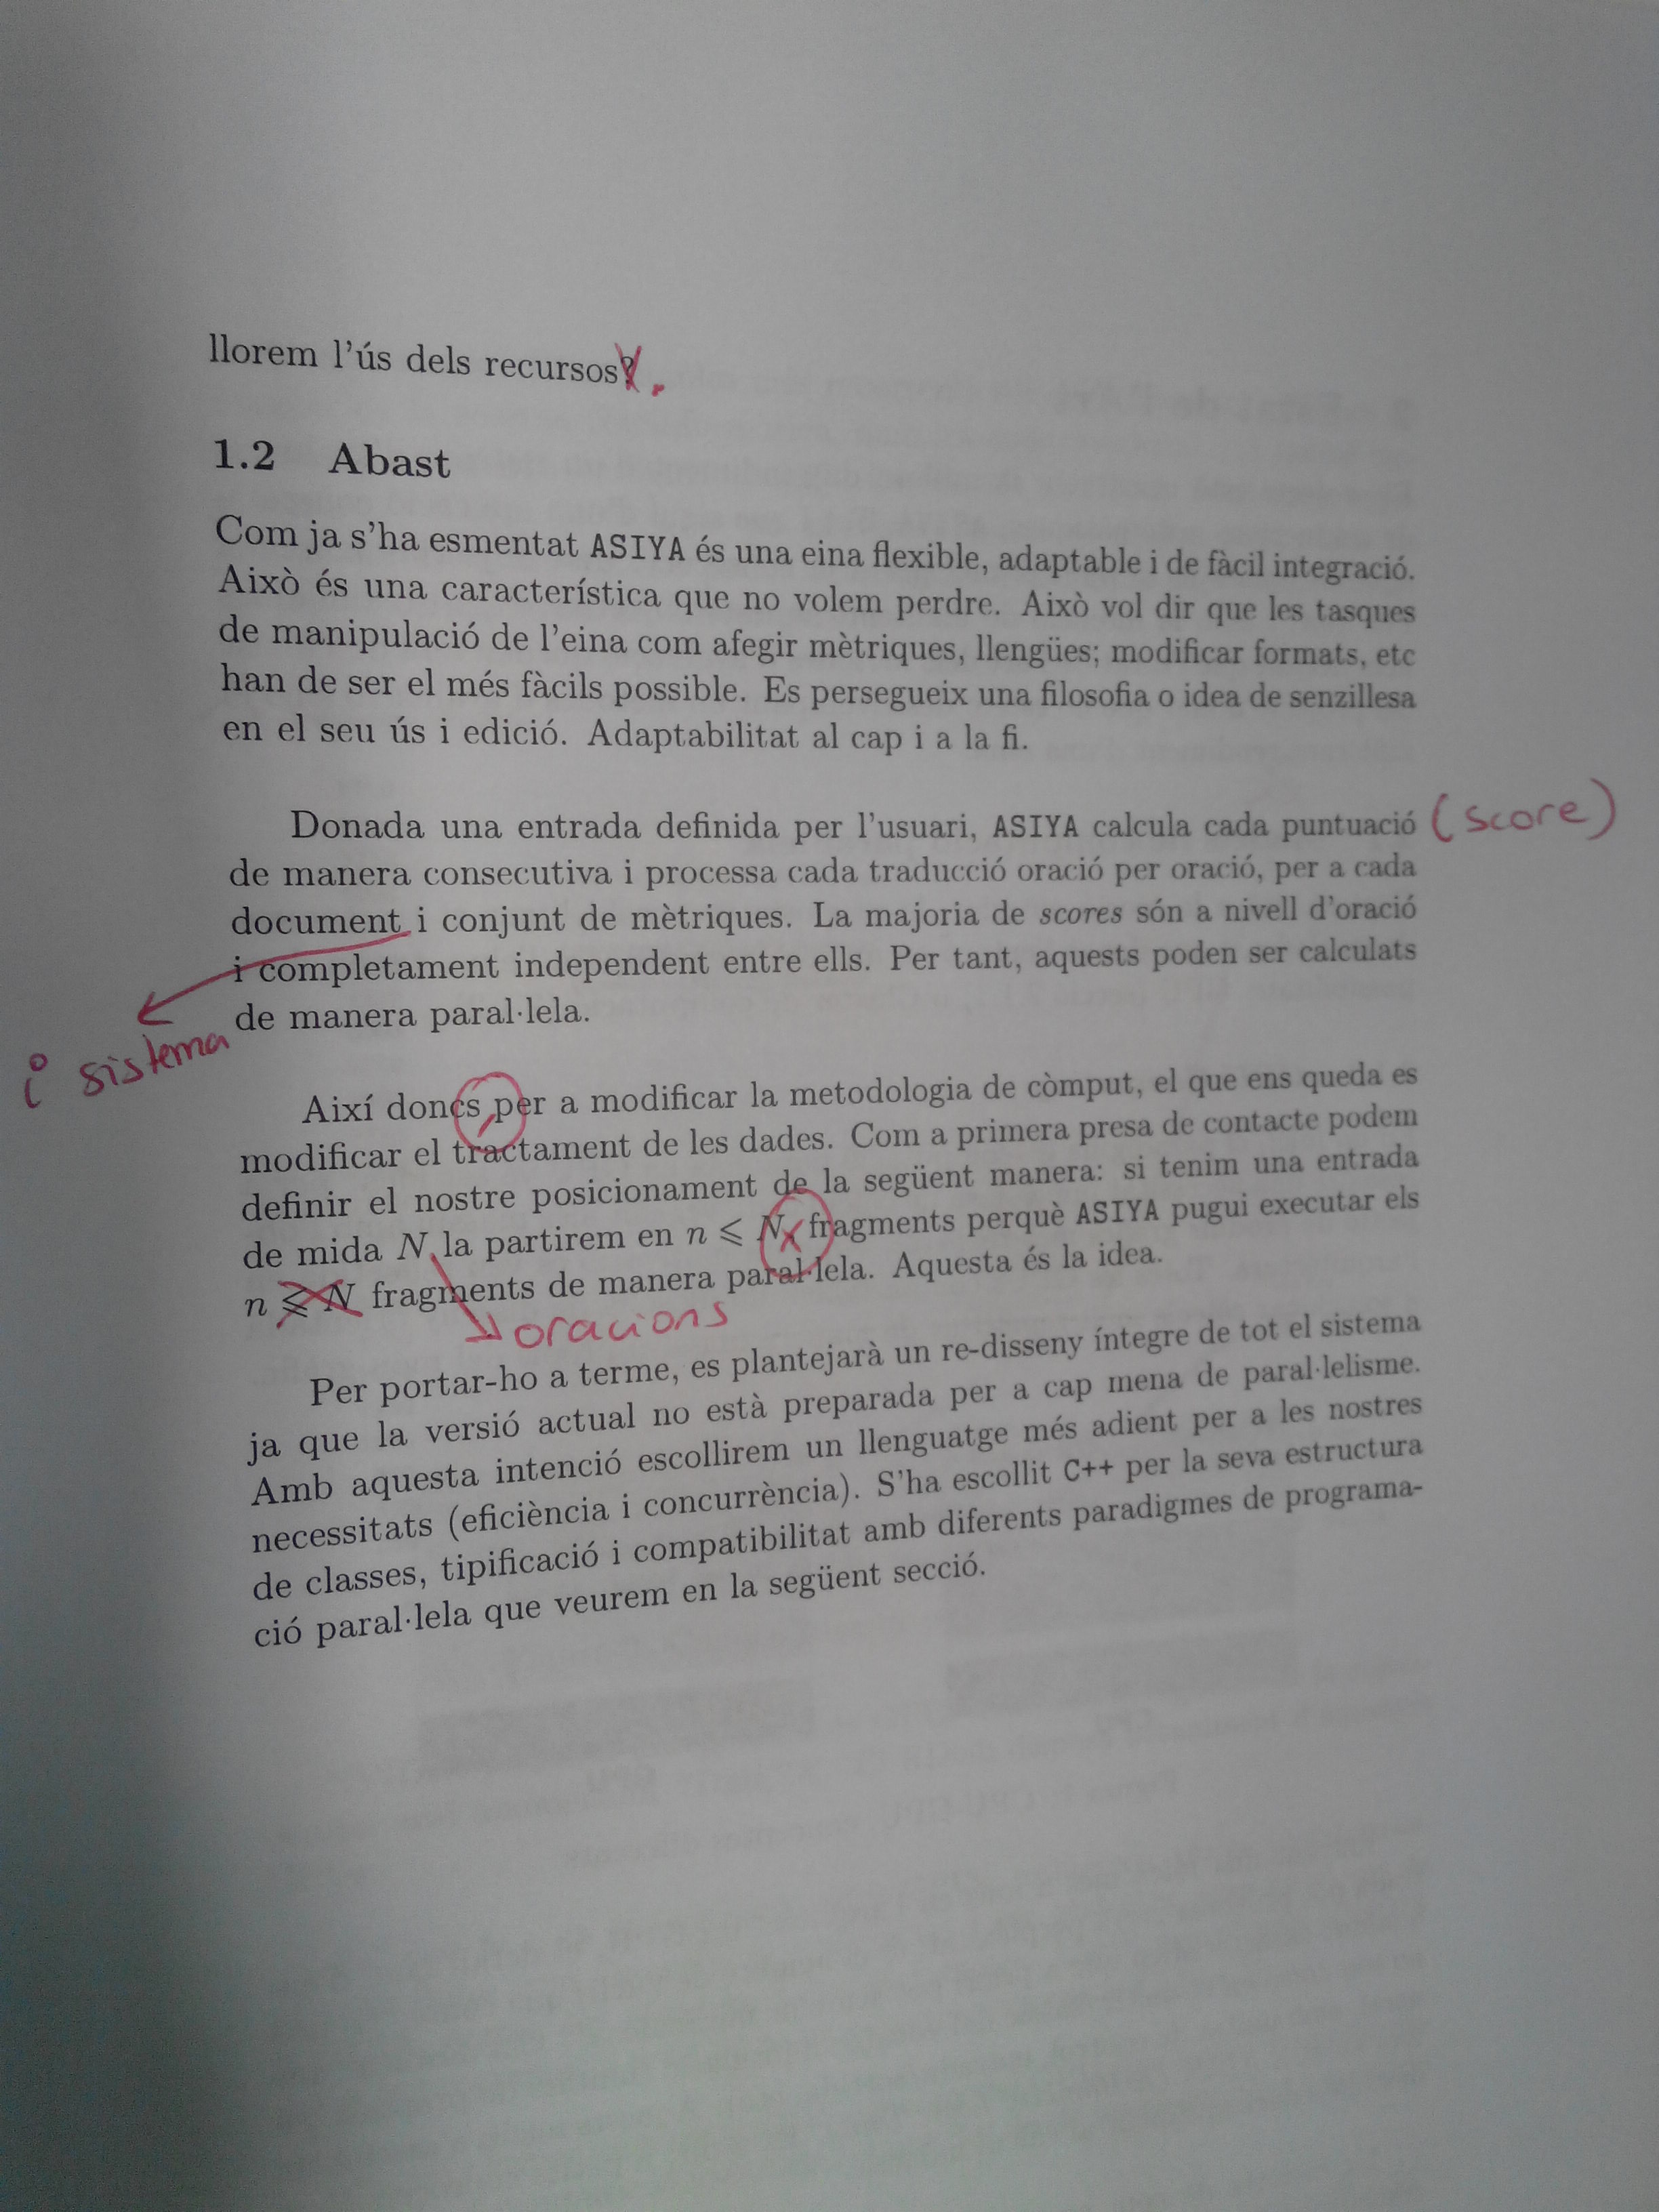 llorem l'ús dels recursos? .
1.2 Abast
Com ja s'ha esmentat ASIYA és una eina flexible, adaptable i de fàcil integració.
Això és una característica que no volem perdre. Això vol dir que les tasques
de manipulació de l'eina com afegir mètriques, llengües; modificar formats, etc
han de ser el més fàcils possible. Es persegueix una filosofia o idea de senzillesa
en el seu ús i edició. Adaptabilitat al cap i a la fi.
Donada una entrada definida per l'usuari, ASIYA calcula cada puntuació (score)
de manera consecutiva i processa cada traducció oració per oració, per a cada
document i conjunt de mètriques. La majoria de scores són a nivell d'oració
i completament independent entre ells. Per tant, aquests poden ser calculats
de manera paral·lela.
i sistema
Així doncs, per a modificar la metodologia de còmput, el que ens queda es
modificar el tractament de les dades. Com a primera presa de contacte podem
definir el nostre posicionament de la següent manera: si tenim una entrada
de mida N, la partirem en n ⩽ N, fragments perquè ASIYA pugui executar els
n ⩽ N fragments de manera paral·lela. Aquesta és la idea.
oracions
Per portar-ho a terme, es plantejarà un re-disseny íntegre de tot el sistema
ja que la versió actual no està preparada per a cap mena de paral·lelisme.
Amb aquesta intenció escollirem un llenguatge més adient per a les nostres
necessitats (eficiència i concurrència). S'ha escollit C++ per la seva estructura
de classes, tipificació i compatibilitat amb diferents paradigmes de programa-
ció paral·lela que veurem en la següent secció.